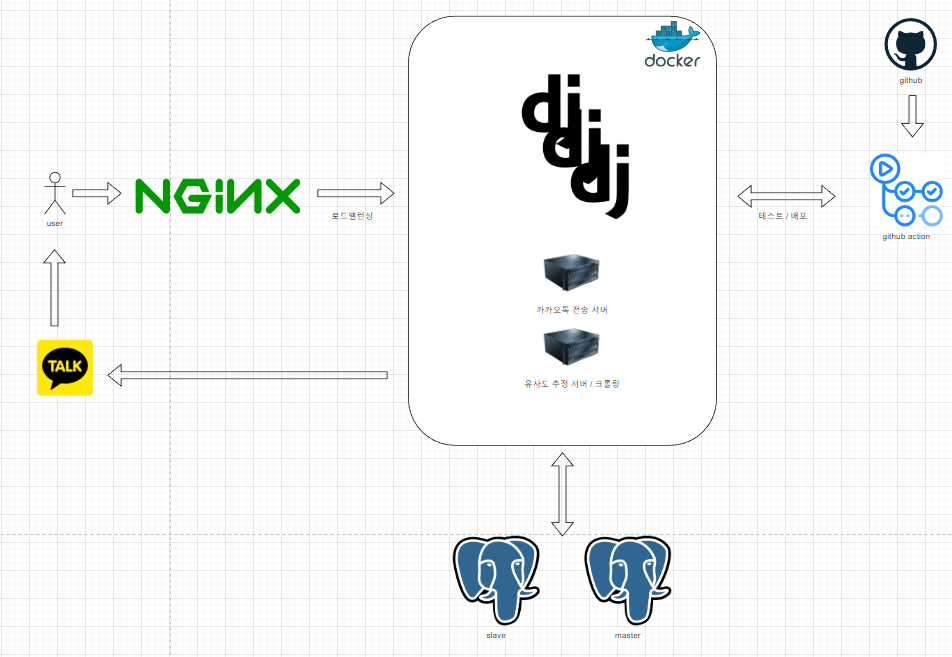 docker
github
dj
dj
dj
NGINX
로드밸런싱
user
테스트 / 배포
github action
카카오톡 전송 서버
TALK
유사도 추정 서버 / 크롤링
slave
master